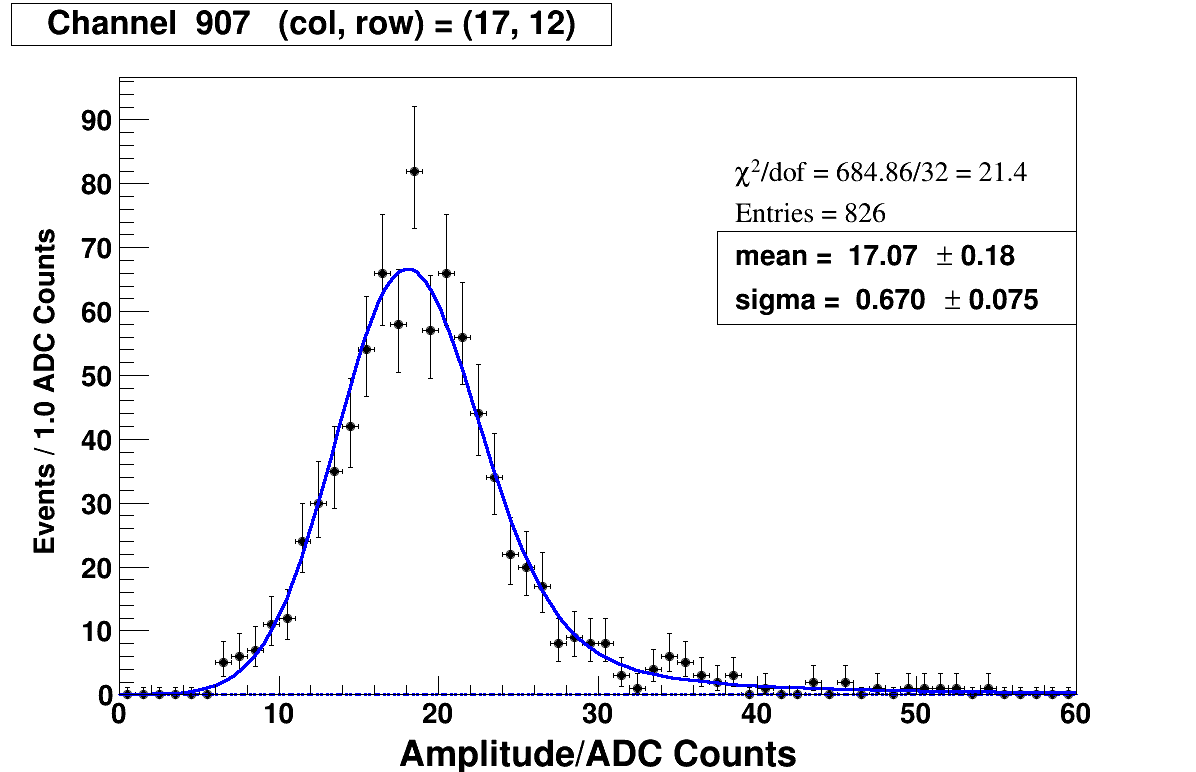 Channel 907 (col, row) = (17, 12)
χ²/dof = 684.86/32 = 21.4
Entries = 826
mean = 17.07 ± 0.18
sigma = 0.670 ± 0.075
Events / 1.0 ADC Counts
90
80
70
60
50
40
30
20
10
0
0 10 20 30 40 50 60
Amplitude/ADC Counts